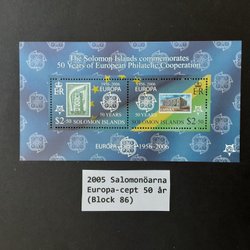 The Solomon Islands commemorates
50 Years of European Philatelic Cooperation
EUROPA
50 YEARS
$2.50
SOLOMON ISLANDS
EUROPA
50 YEARS
$2.50
SOLOMON ISLANDS
EUROPA 1956-2006
2005 Salomonöarna
Europa-cept 50 år
(Block 86)